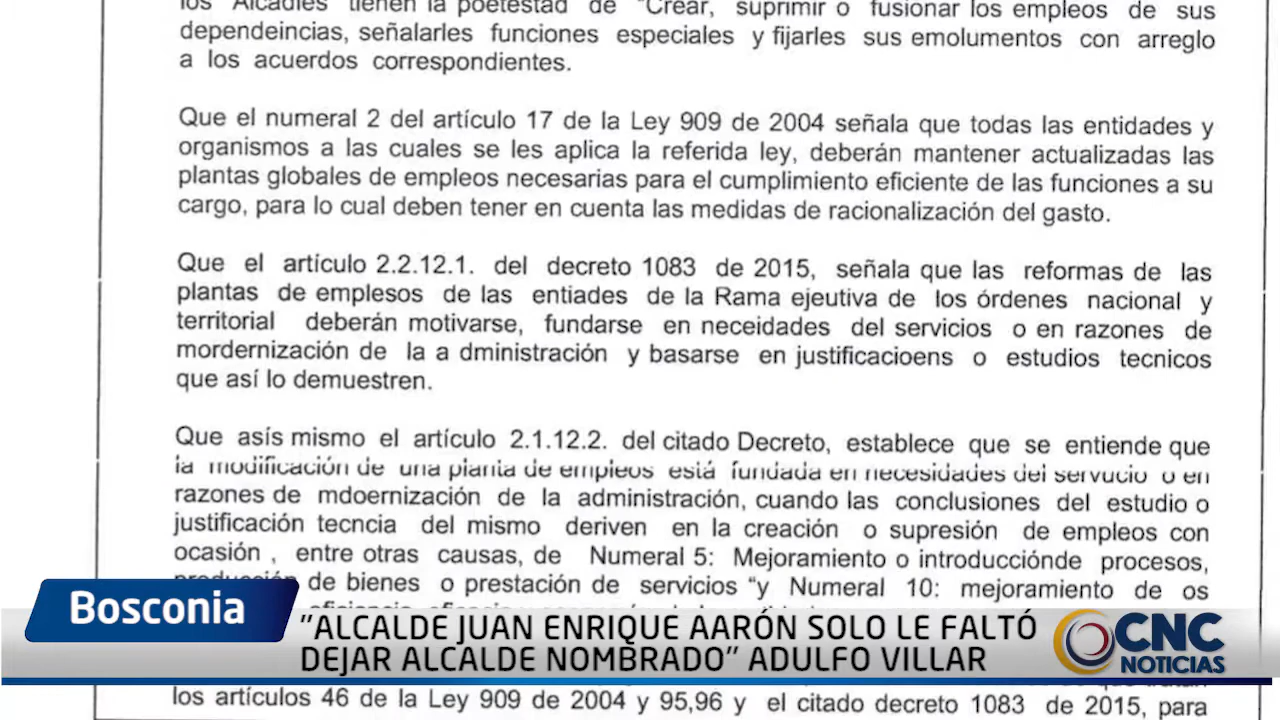 los Alcadies tienen la poetestad de "Crear, suprimir o fusionar los empleos de sus
dependeincias, señalarles funciones especiales y fijarles sus emolumentos con arreglo
a los acuerdos correspondientes.
Que el numeral 2 del artículo 17 de la Ley 909 de 2004 señala que todas las entidades y
organismos a las cuales se les aplica la referida ley, deberán mantener actualizadas las
plantas globales de empleos necesarias para el cumplimiento eficiente de las funciones a su
cargo, para lo cual deben tener en cuenta las medidas de racionalización del gasto.
Que el artículo 2.2.12.1. del decreto 1083 de 2015, señala que las reformas de las
plantas de emplesos de las entiades de la Rama ejeutiva de los órdenes nacional y
territorial deberán motivarse, fundarse en neceidades del servicios o en razones de
mordernización de la a dministración y basarse en justificacioens o estudios tecnicos
que así lo demuestren.
Que asís mismo el artículo 2.1.12.2. del citado Decreto, establece que se entiende que
la modificación de una planta de empleos está fundada en necesidades del servucio o en
razones de mdoernización de la administración, cuando las conclusiones del estudio o
justificación tecncia del mismo deriven en la creación o supresión de empleos con
ocasión , entre otras causas, de Numeral 5: Mejoramiento o introducciónde procesos,
producción de bienes o prestación de servicios "y Numeral 10: mejoramiento de os
Bosconia
"ALCALDE JUAN ENRIQUE AARÓN SOLO LE FALTÓ
DEJAR ALCALDE NOMBRADO" ADULFO VILLAR
CNC
NOTICIAS
los artículos 46 de la Ley 909 de 2004 y 95,96 y el citado decreto 1083 de 2015, para